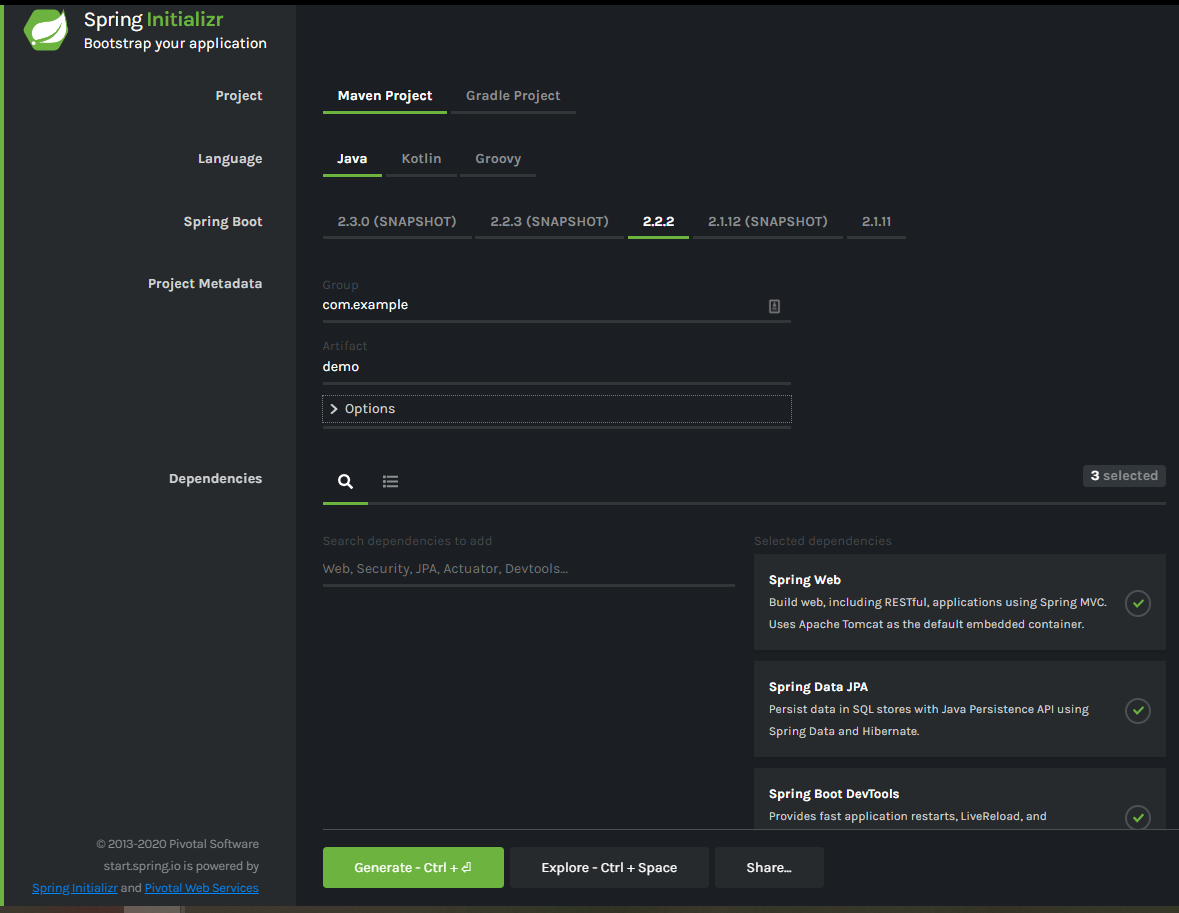 Spring Initializr
Bootstrap your application
Project
Maven Project
Gradle Project
Language
Java
Kotlin
Groovy
Spring Boot
2.3.0 (SNAPSHOT)
2.2.3 (SNAPSHOT)
2.2.2
2.1.12 (SNAPSHOT)
2.1.11
Project Metadata
Group
com.example
Artifact
demo
Options
Dependencies
3 selected
Search dependencies to add
Web, Security, JPA, Actuator, Devtools...
Selected dependencies
Spring Web
Build web, including RESTful, applications using Spring MVC.
Uses Apache Tomcat as the default embedded container.
Spring Data JPA
Persist data in SQL stores with Java Persistence API using
Spring Data and Hibernate.
Spring Boot DevTools
Provides fast application restarts, LiveReload, and
© 2013-2020 Pivotal Software
start.spring.io is powered by
Spring Initializr and Pivotal Web Services
Generate - Ctrl + ⏎
Explore - Ctrl + Space
Share...